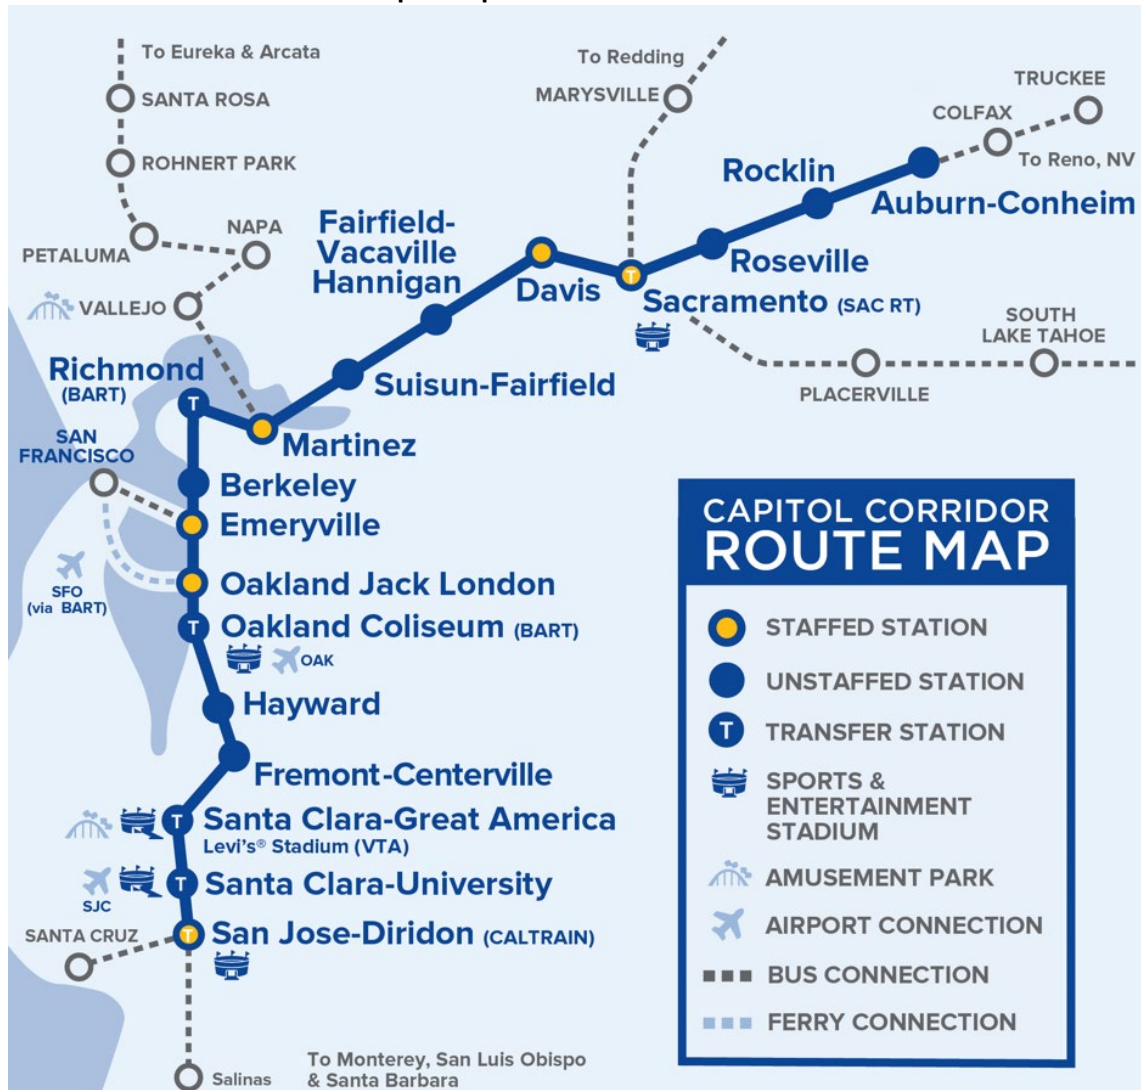 To Eureka & Arcata
SANTA ROSA
ROHNERT PARK
PETALUMA
NAPA
VALLEJO
To Redding
MARYSVILLE
TRUCKEE
COLFAX
To Reno, NV
Rocklin
Auburn-Conheim
Roseville
Fairfield-
Vacaville
Hannigan
Davis
T
Sacramento (SAC RT)
SOUTH
LAKE TAHOE
PLACERVILLE
Suisun-Fairfield
Richmond
(BART)
T
Martinez
SAN
FRANCISCO
Berkeley
Emeryville
SFO
(via BART)
Oakland Jack London
T
Oakland Coliseum (BART)
OAK
Hayward
Fremont-Centerville
T
Santa Clara-Great America
Levi's® Stadium (VTA)
SJC
T
Santa Clara-University
SANTA CRUZ
T
San Jose-Diridon (CALTRAIN)
Salinas
To Monterey, San Luis Obispo
& Santa Barbara
CAPITOL CORRIDOR
ROUTE MAP
STAFFED STATION
UNSTAFFED STATION
T TRANSFER STATION
SPORTS &
ENTERTAINMENT
STADIUM
AMUSEMENT PARK
AIRPORT CONNECTION
BUS CONNECTION
FERRY CONNECTION